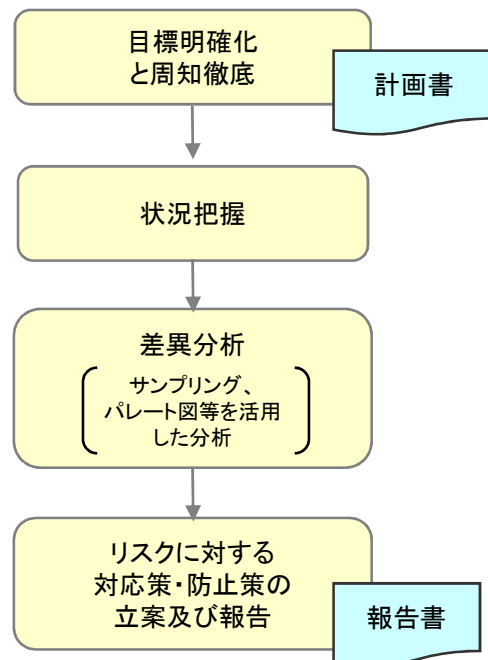 目標明確化
と周知徹底
計画書
状況把握
差異分析
サンプリング、
パレート図等を活用
した分析
リスクに対する
対応策・防止策の
立案及び報告
報告書